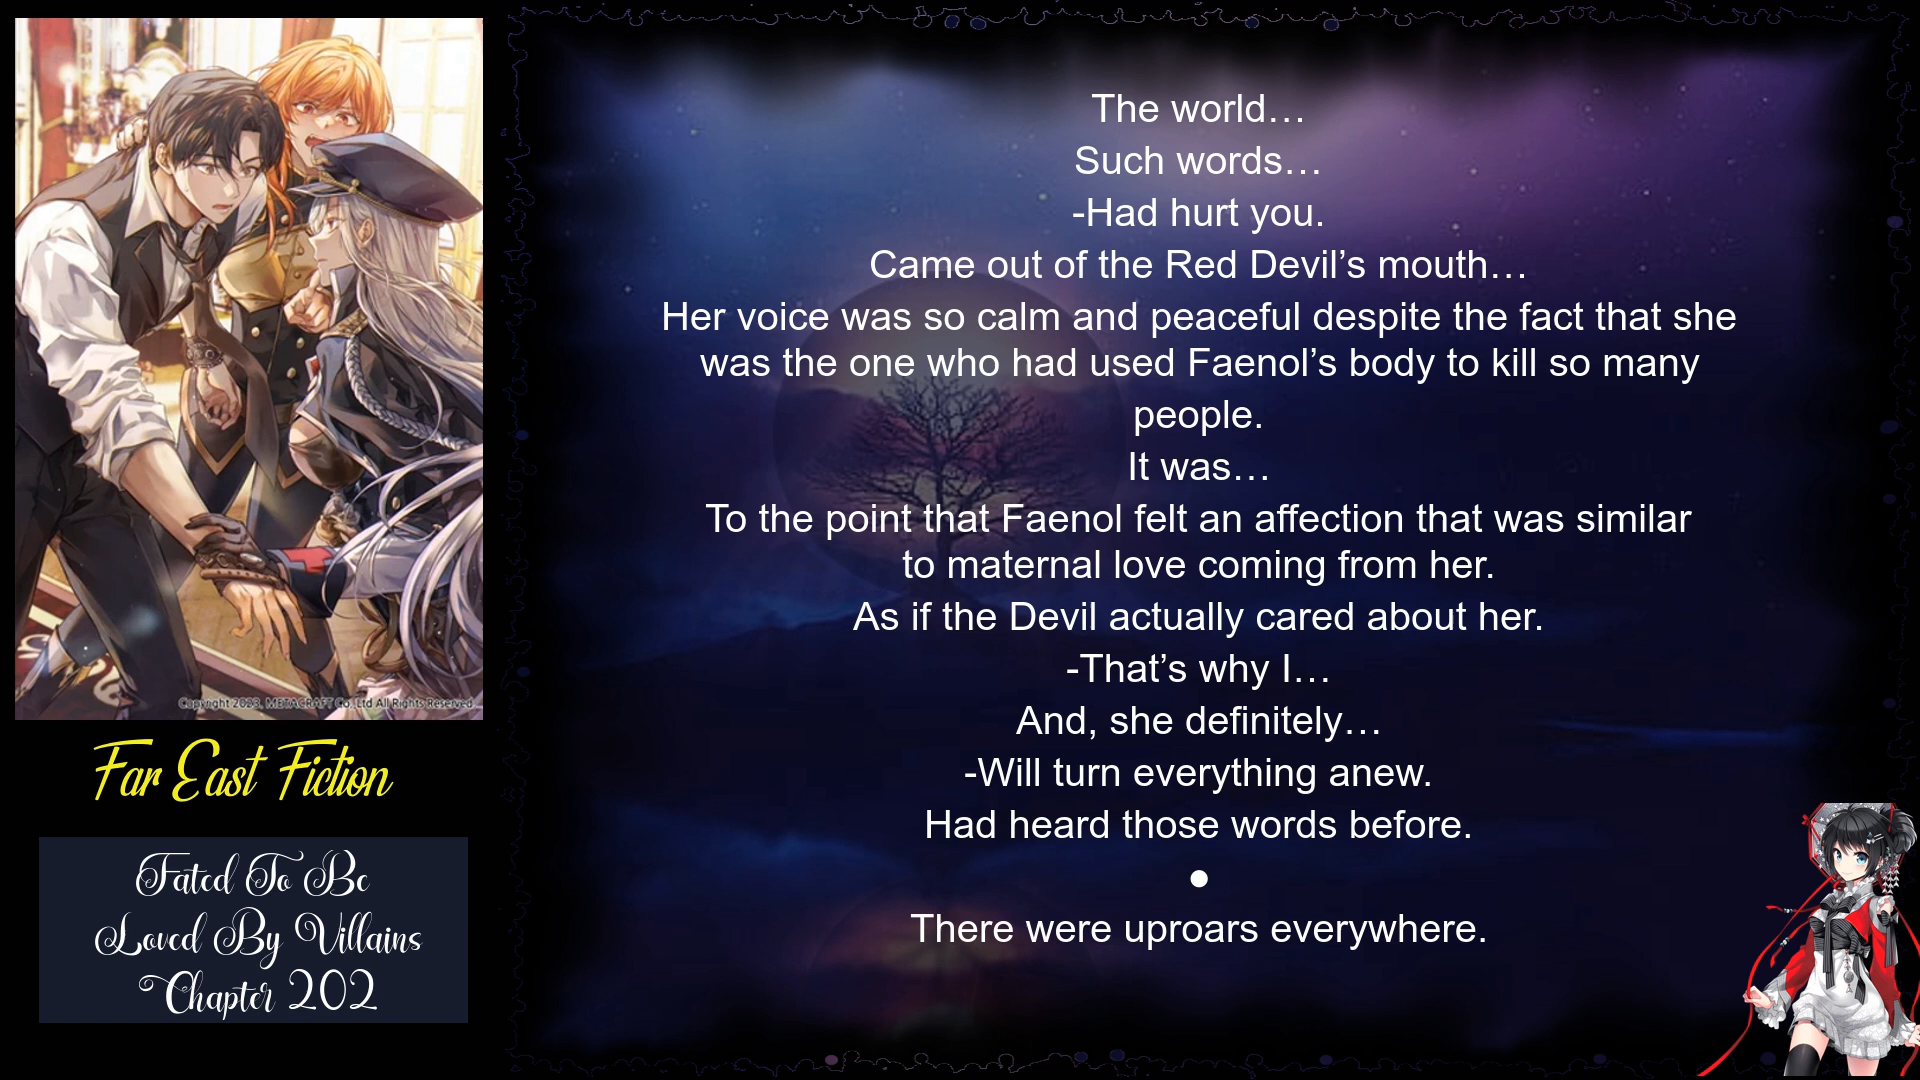 The world…
Such words…
-Had hurt you.
Came out of the Red Devil’s mouth…
Her voice was so calm and peaceful despite the fact that she
was the one who had used Faenol’s body to kill so many
people.
It was…
To the point that Faenol felt an affection that was similar
to maternal love coming from her.
As if the Devil actually cared about her.
-That’s why I…
And, she definitely…
-Will turn everything anew.
Had heard those words before.
●
There were uproars everywhere.
Copyright 2023. METACRAFT Co., Ltd All Rights Reserved
Far East Fiction
Fated To Be
Loved By Villains
Chapter 202